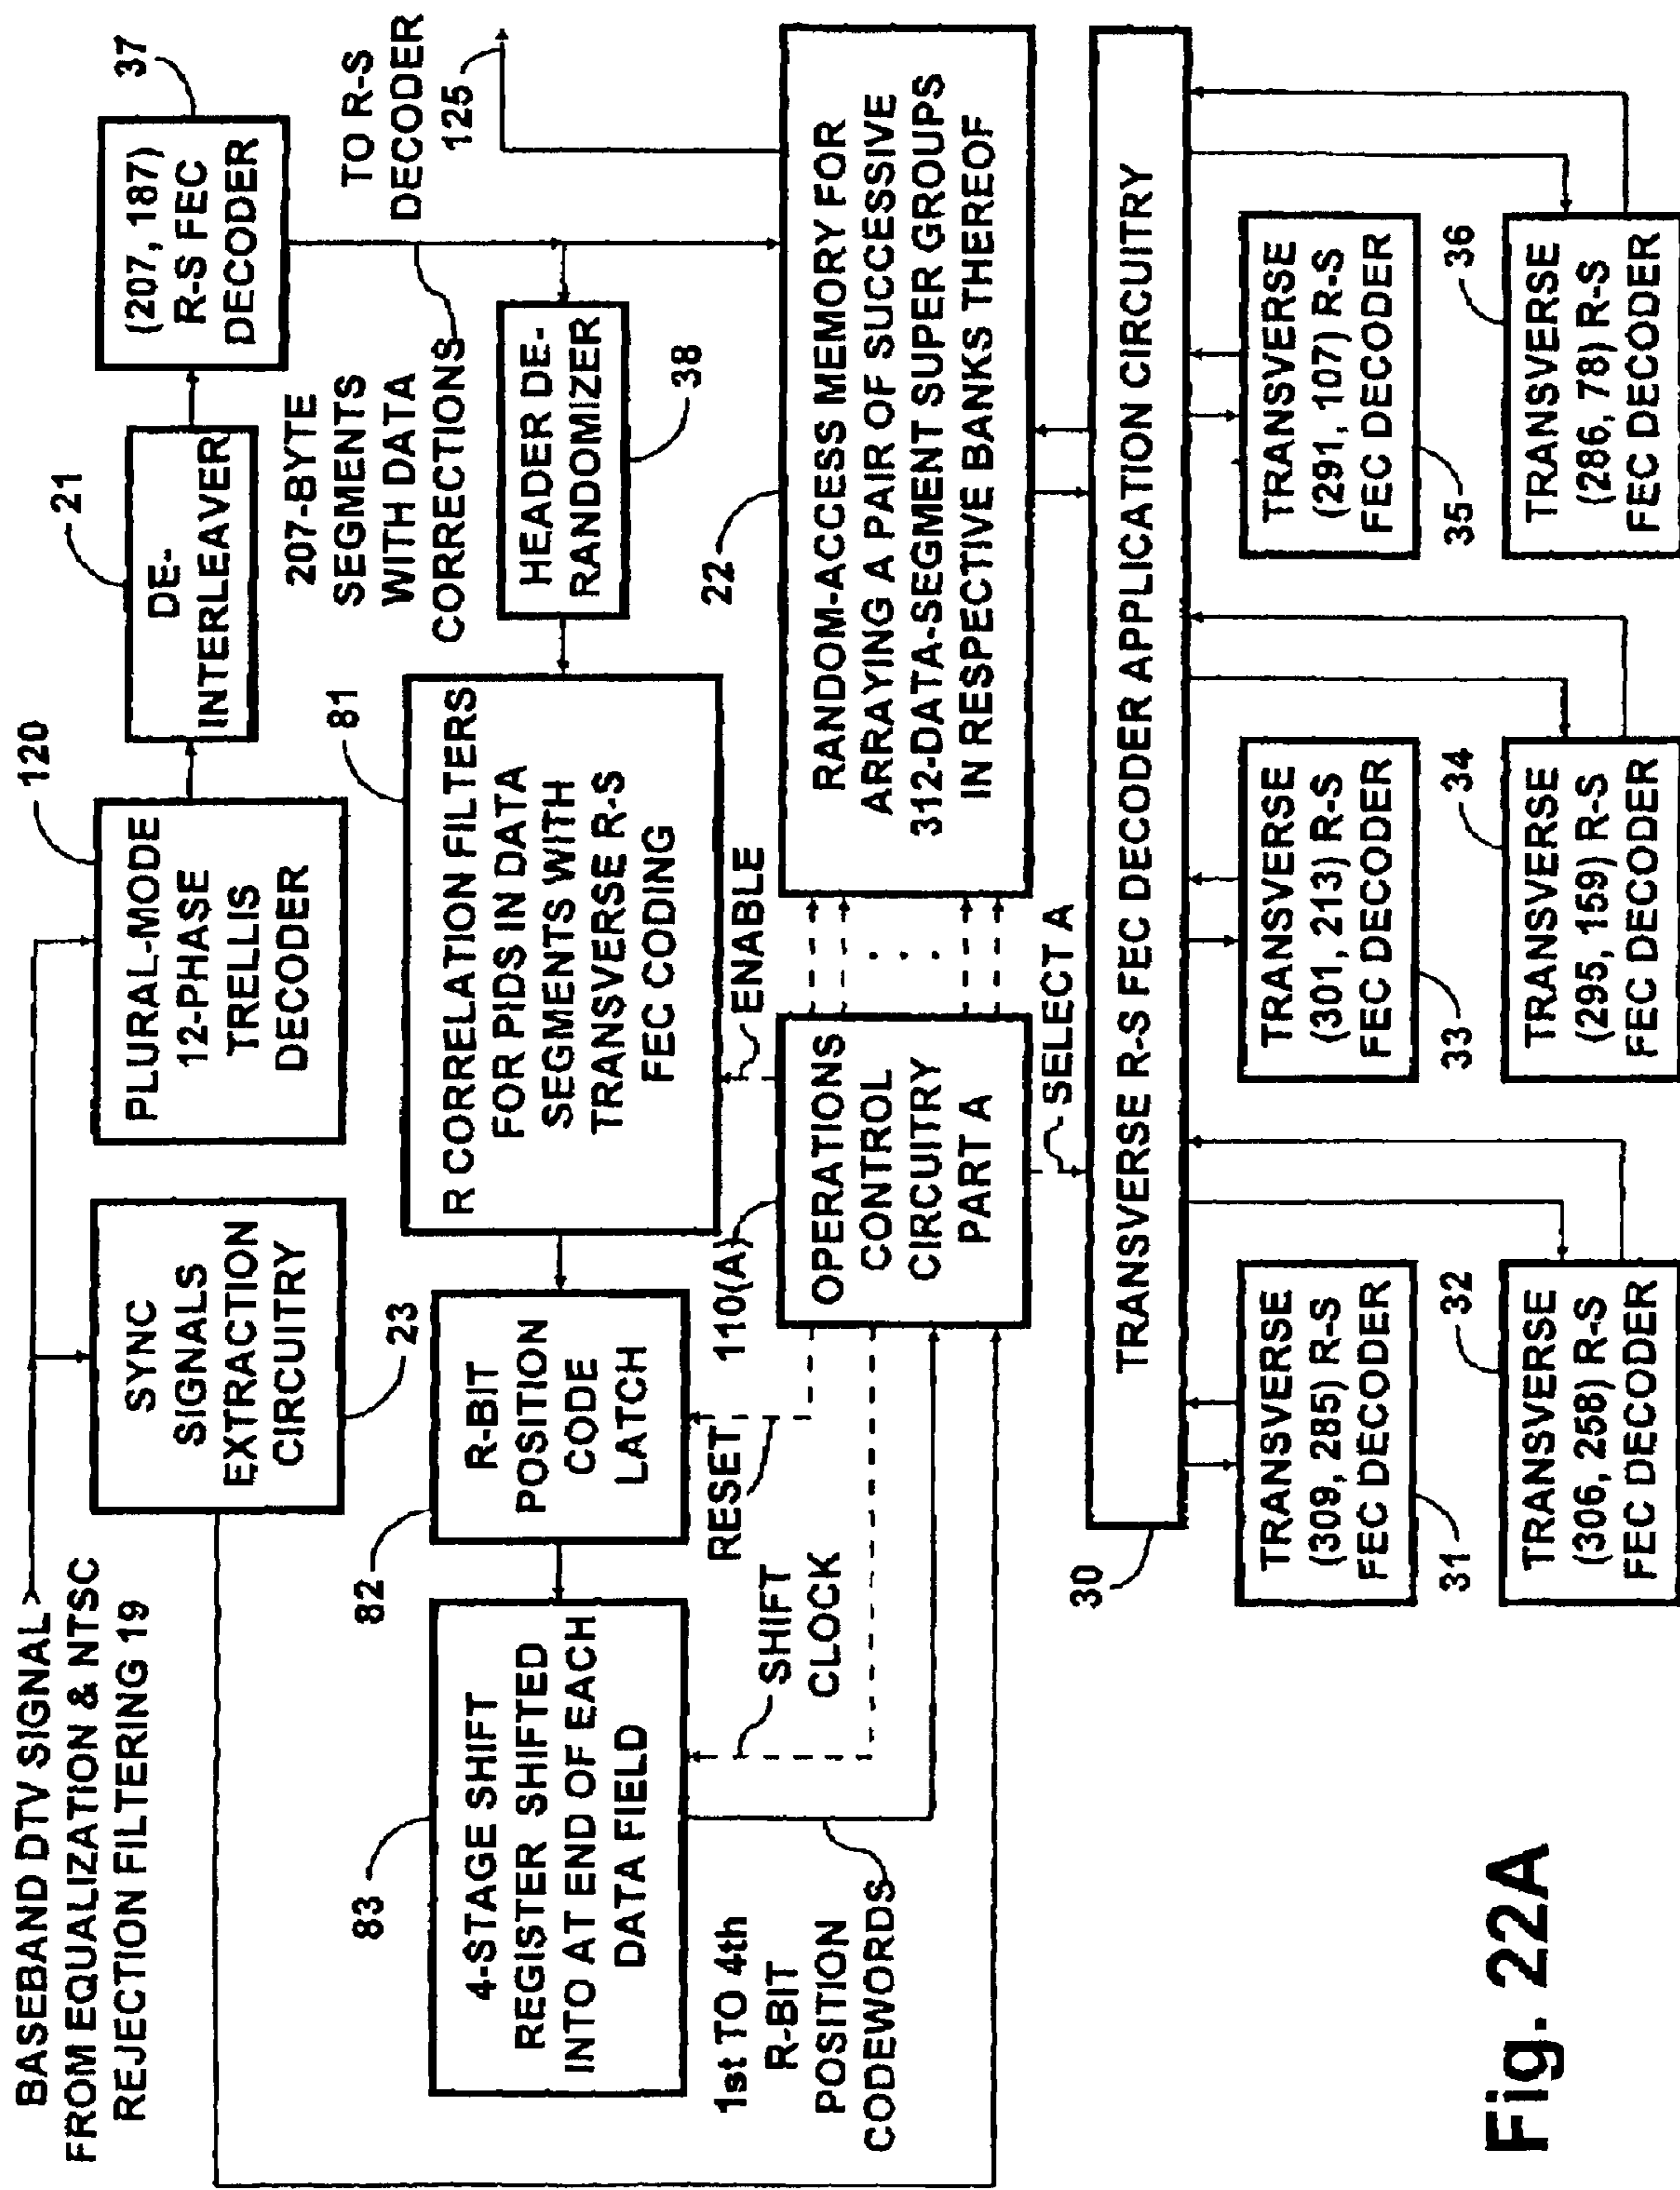 BASEBAND DTV SIGNAL
FROM EQUALIZATION & NTSC
REJECTION FILTERING 19
SYNC
SIGNALS
EXTRACTION
CIRCUITRY
23
PLURAL-MODE
12-PHASE
TRELLIS
DECODER
120
DE-
INTERLEAVER
21
(207, 187)
R-S FEC
DECODER
37
TO R-S
DECODER
125
207-BYTE
SEGMENTS
WITH DATA
CORRECTIONS
HEADER DE-
RANDOMIZER
38
R CORRELATION FILTERS
FOR PIDS IN DATA
SEGMENTS WITH
TRANSVERSE R-S
FEC CODING
81
R-BIT
POSITION
CODE
LATCH
82
4-STAGE SHIFT
REGISTER SHIFTED
INTO AT END OF EACH
DATA FIELD
83
1st TO 4th
R-BIT
POSITION
CODEWORDS
SHIFT
CLOCK
RESET
110(A)
OPERATIONS
CONTROL
CIRCUITRY
PART A
ENABLE
SELECT A
22
RANDOM-ACCESS MEMORY FOR
ARRAYING A PAIR OF SUCCESSIVE
312-DATA-SEGMENT SUPER GROUPS
IN RESPECTIVE BANKS THEREOF
30
TRANSVERSE R-S FEC DECODER APPLICATION CIRCUITRY
TRANSVERSE
(309, 285) R-S
FEC DECODER
31
TRANSVERSE
(306, 258) R-S
FEC DECODER
32
TRANSVERSE
(301, 213) R-S
FEC DECODER
33
TRANSVERSE
(295, 159) R-S
FEC DECODER
34
TRANSVERSE
(291, 107) R-S
FEC DECODER
35
TRANSVERSE
(286, 78) R-S
FEC DECODER
36
Fig. 22A